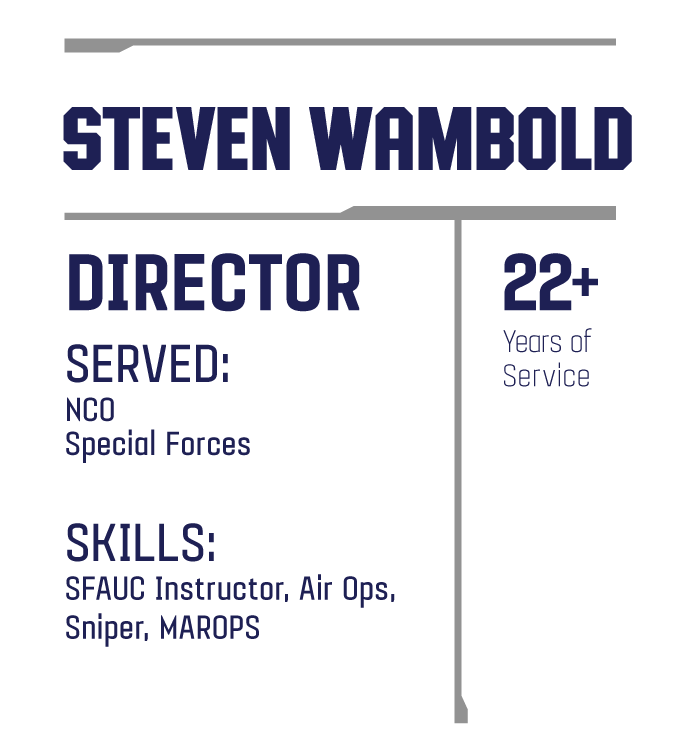 STEVEN WAMBOLD
DIRECTOR
SERVED:
NCO
Special Forces
SKILLS:
SFAUC Instructor, Air Ops,
Sniper, MAROPS
22+
Years of
Service